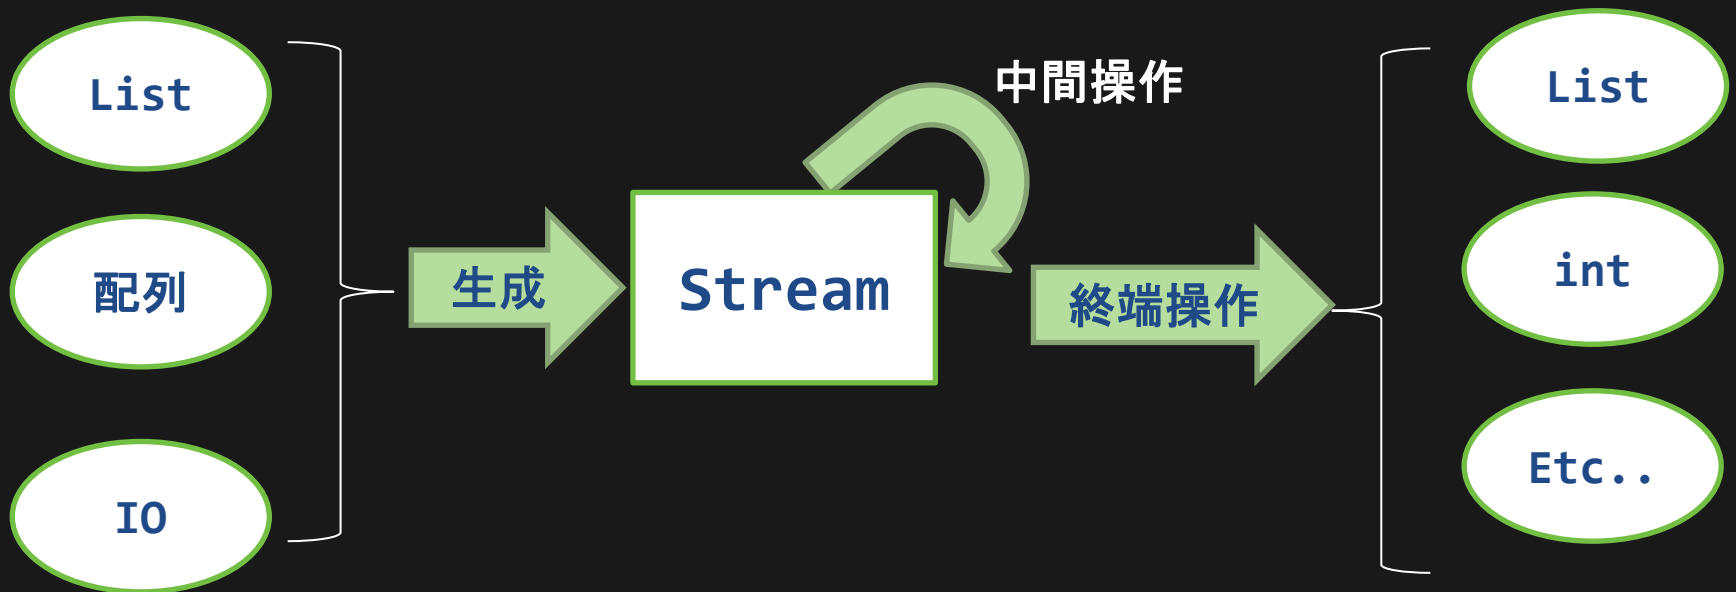 List
配列
IO
生成
Stream
中間操作
終端操作
List
int
Etc..